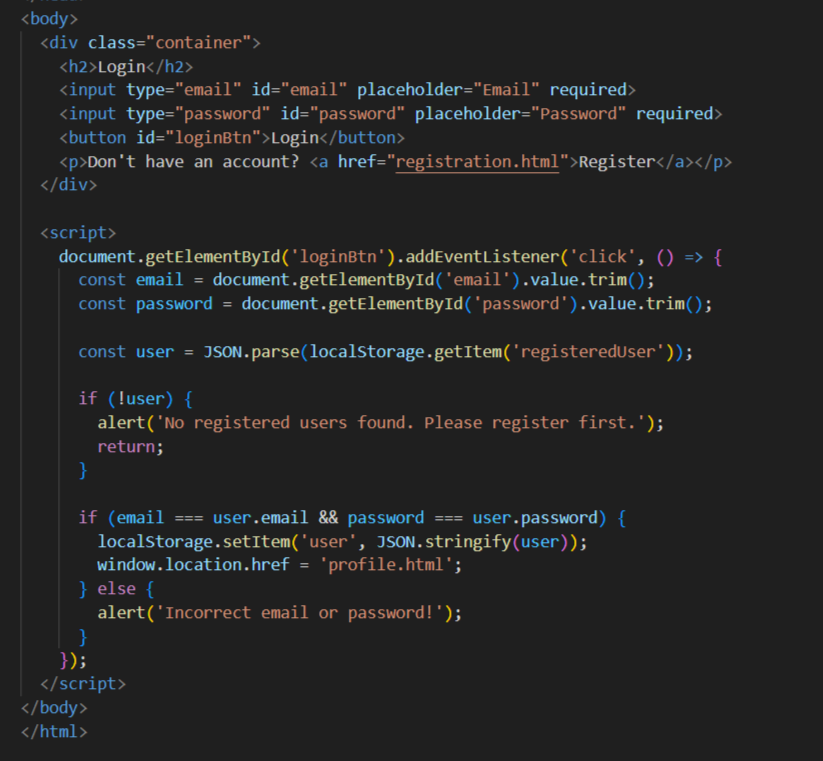 <body>
<div class="container">
<h2>Login</h2>
<input type="email" id="email" placeholder="Email" required>
<input type="password" id="password" placeholder="Password" required>
<button id="loginBtn">Login</button>
<p>Don't have an account? <a href="registration.html">Register</a></p>
</div>
<script>
document.getElementById('loginBtn').addEventListener('click', () => {
const email = document.getElementById('email').value.trim();
const password = document.getElementById('password').value.trim();
const user = JSON.parse(localStorage.getItem('registeredUser'));
if (!user) {
alert('No registered users found. Please register first.');
return;
}
if (email === user.email && password === user.password) {
localStorage.setItem('user', JSON.stringify(user));
window.location.href = 'profile.html';
} else {
alert('Incorrect email or password!');
}
});
</script>
</body>
</html>